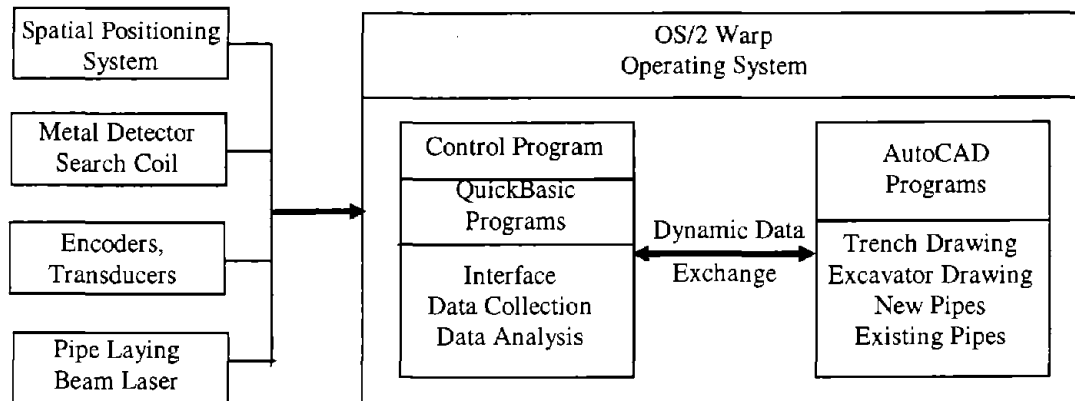 Spatial Positioning
System
Metal Detector
Search Coil
Encoders,
Transducers
Pipe Laying
Beam Laser
OS/2 Warp
Operating System
Control Program
QuickBasic
Programs
Interface
Data Collection
Data Analysis
Dynamic Data
Exchange
AutoCAD
Programs
Trench Drawing
Excavator Drawing
New Pipes
Existing Pipes